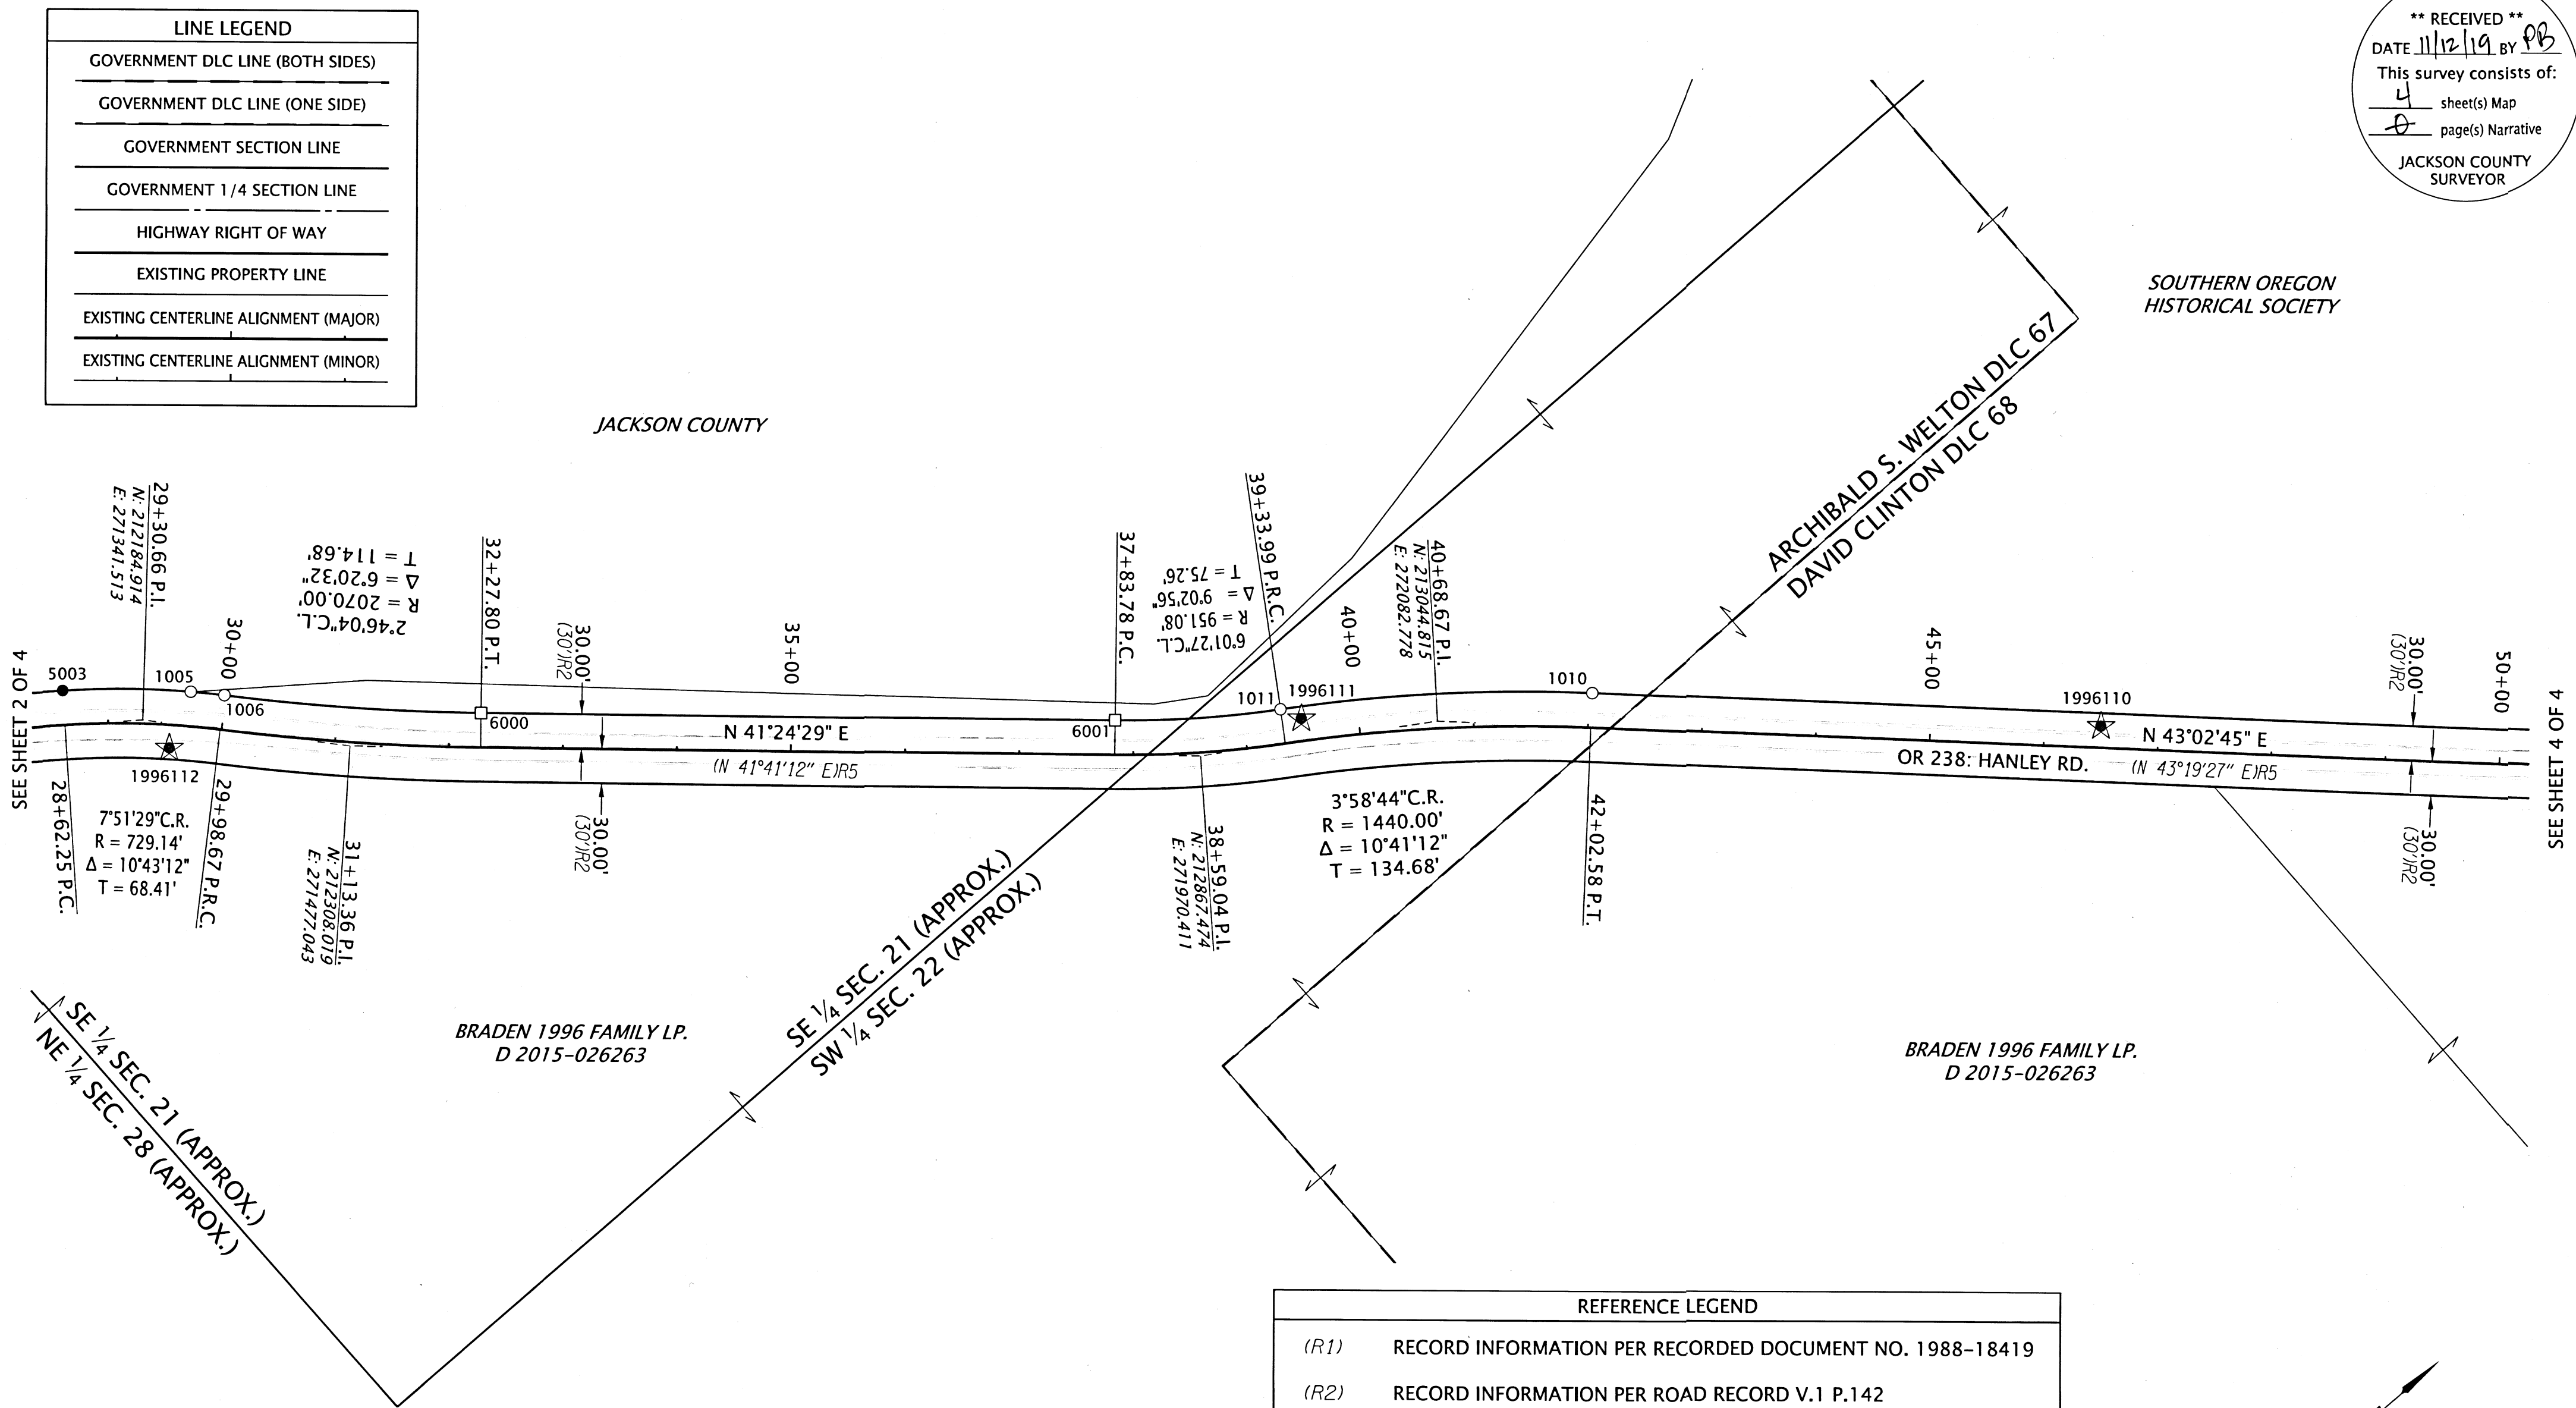 LINE LEGEND
GOVERNMENT DLC LINE (BOTH SIDES)
GOVERNMENT DLC LINE (ONE SIDE)
GOVERNMENT SECTION LINE
GOVERNMENT 1/4 SECTION LINE
HIGHWAY RIGHT OF WAY
EXISTING PROPERTY LINE
EXISTING CENTERLINE ALIGNMENT (MAJOR)
EXISTING CENTERLINE ALIGNMENT (MINOR)
** RECEIVED **
DATE 11/12/19 BY PB
This survey consists of:
4 sheet(s) Map
0 page(s) Narrative
JACKSON COUNTY
SURVEYOR
SOUTHERN OREGON
HISTORICAL SOCIETY
JACKSON COUNTY
ARCHIBALD S. WELTON DLC 67
DAVID CLINTON DLC 68
SEE SHEET 2 OF 4
29+30.66 P.I.
N: 212184.914
E: 271341.513
2°46'04"C.L.
R = 2070.00'
Δ = 6°20'32"
T = 114.68'
32+27.80 P.T.
30.00'
(30')R2
35+00
37+83.78 P.C.
6°01'27"C.L.
R = 951.08'
Δ = 9°02'56"
T = 75.26'
39+33.99 P.R.C.
40+00
40+68.67 P.I.
N: 213044.815
E: 272082.778
45+00
30.00'
(30')R2
50+00
SEE SHEET 4 OF 4
5003
1005
30+00
1006
6000
6001
1011
1996111
1010
1996110
N 41°24'29" E
(N 41°41'12" E)R5
N 43°02'45" E
OR 238: HANLEY RD.
(N 43°19'27" E)R5
1996112
28+62.25 P.C.
7°51'29"C.R.
R = 729.14'
Δ = 10°43'12"
T = 68.41'
29+98.67 P.R.C.
31+13.36 P.I.
N: 212308.019
E: 271477.043
30.00'
(30')R2
38+59.04 P.I.
N: 212867.474
E: 271970.411
3°58'44"C.R.
R = 1440.00'
Δ = 10°41'12"
T = 134.68'
42+02.58 P.T.
30.00'
(30')R2
SE 1/4 SEC. 21 (APPROX.)
SW 1/4 SEC. 22 (APPROX.)
SE 1/4 SEC. 21 (APPROX.)
NE 1/4 SEC. 28 (APPROX.)
BRADEN 1996 FAMILY LP.
D 2015-026263
BRADEN 1996 FAMILY LP.
D 2015-026263
REFERENCE LEGEND
(R1) RECORD INFORMATION PER RECORDED DOCUMENT NO. 1988-18419
(R2) RECORD INFORMATION PER ROAD RECORD V.1 P.142